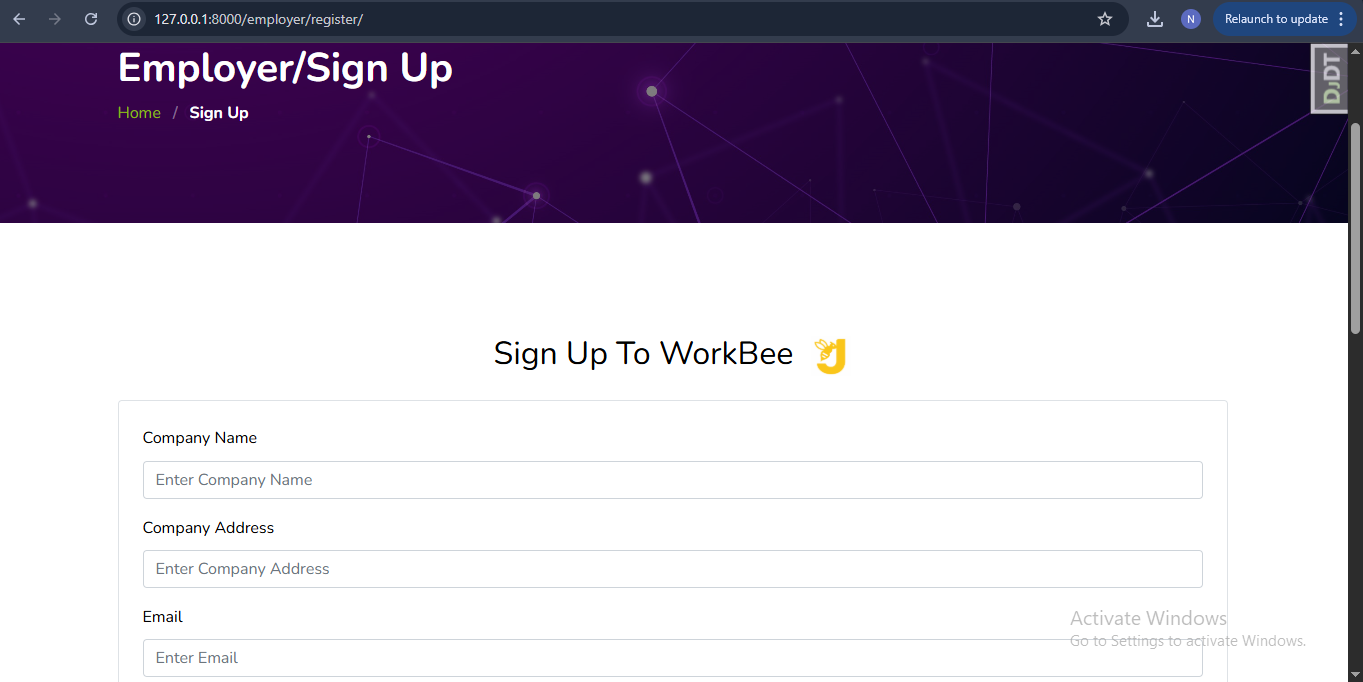 127.0.0.1:8000/employer/register/
N
Relaunch to update
Employer/Sign Up
DJDT
Home / Sign Up
Sign Up To WorkBee
Company Name
Enter Company Name
Company Address
Enter Company Address
Email
Enter Email
Activate Windows
Go to Settings to activate Windows.